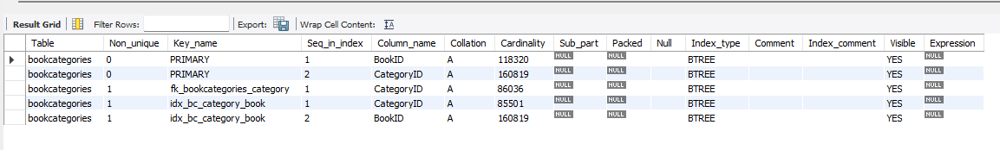 Result Grid Filter Rows: Export: Wrap Cell Content: IA
Table Non_unique Key_name Seq_in_index Column_name Collation Cardinality Sub_part Packed Null Index_type Comment Index_comment Visible Expression
bookcategories 0 PRIMARY 1 BookID A 118320 NULL NULL BTREE YES NULL
bookcategories 0 PRIMARY 2 CategoryID A 160819 NULL NULL BTREE YES NULL
bookcategories 1 fk_bookcategories_category 1 CategoryID A 86036 NULL NULL BTREE YES NULL
bookcategories 1 idx_bc_category_book 1 CategoryID A 85501 NULL NULL BTREE YES NULL
bookcategories 1 idx_bc_category_book 2 BookID A 160819 NULL NULL BTREE YES NULL